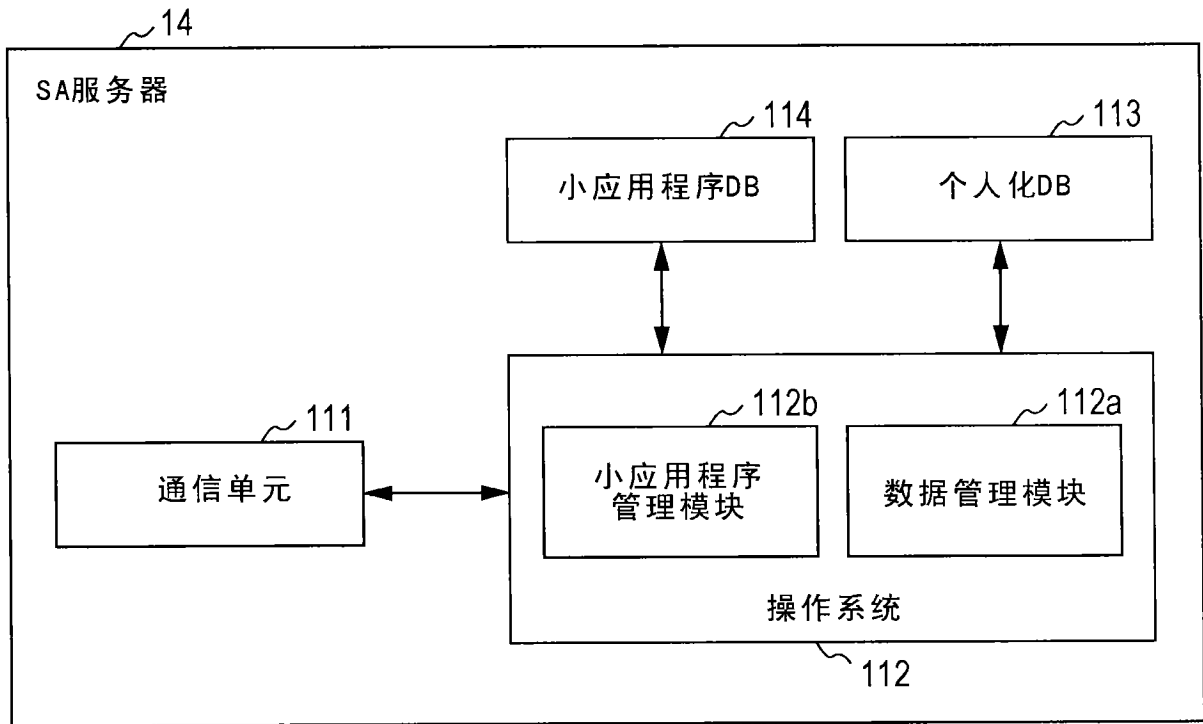 14
SA服务器
114
113
小应用程序DB
个人化DB
111
112b
112a
通信单元
小应用程序
管理模块
数据管理模块
操作系统
112